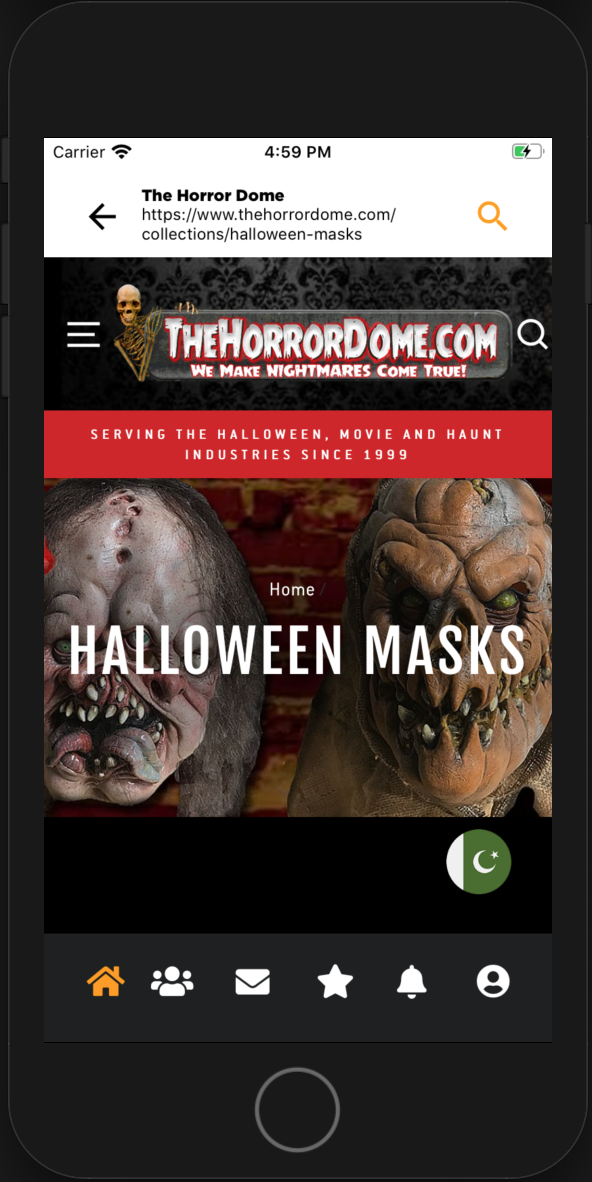 Carrier
4:59 PM
The Horror Dome
https://www.thehorrordome.com/
collections/halloween-masks
THEHORRORDOME.COM
WE MAKE NIGHTMARES COME TRUE!
SERVING THE HALLOWEEN, MOVIE AND HAUNT
INDUSTRIES SINCE 1999
Home /
HALLOWEEN MASKS